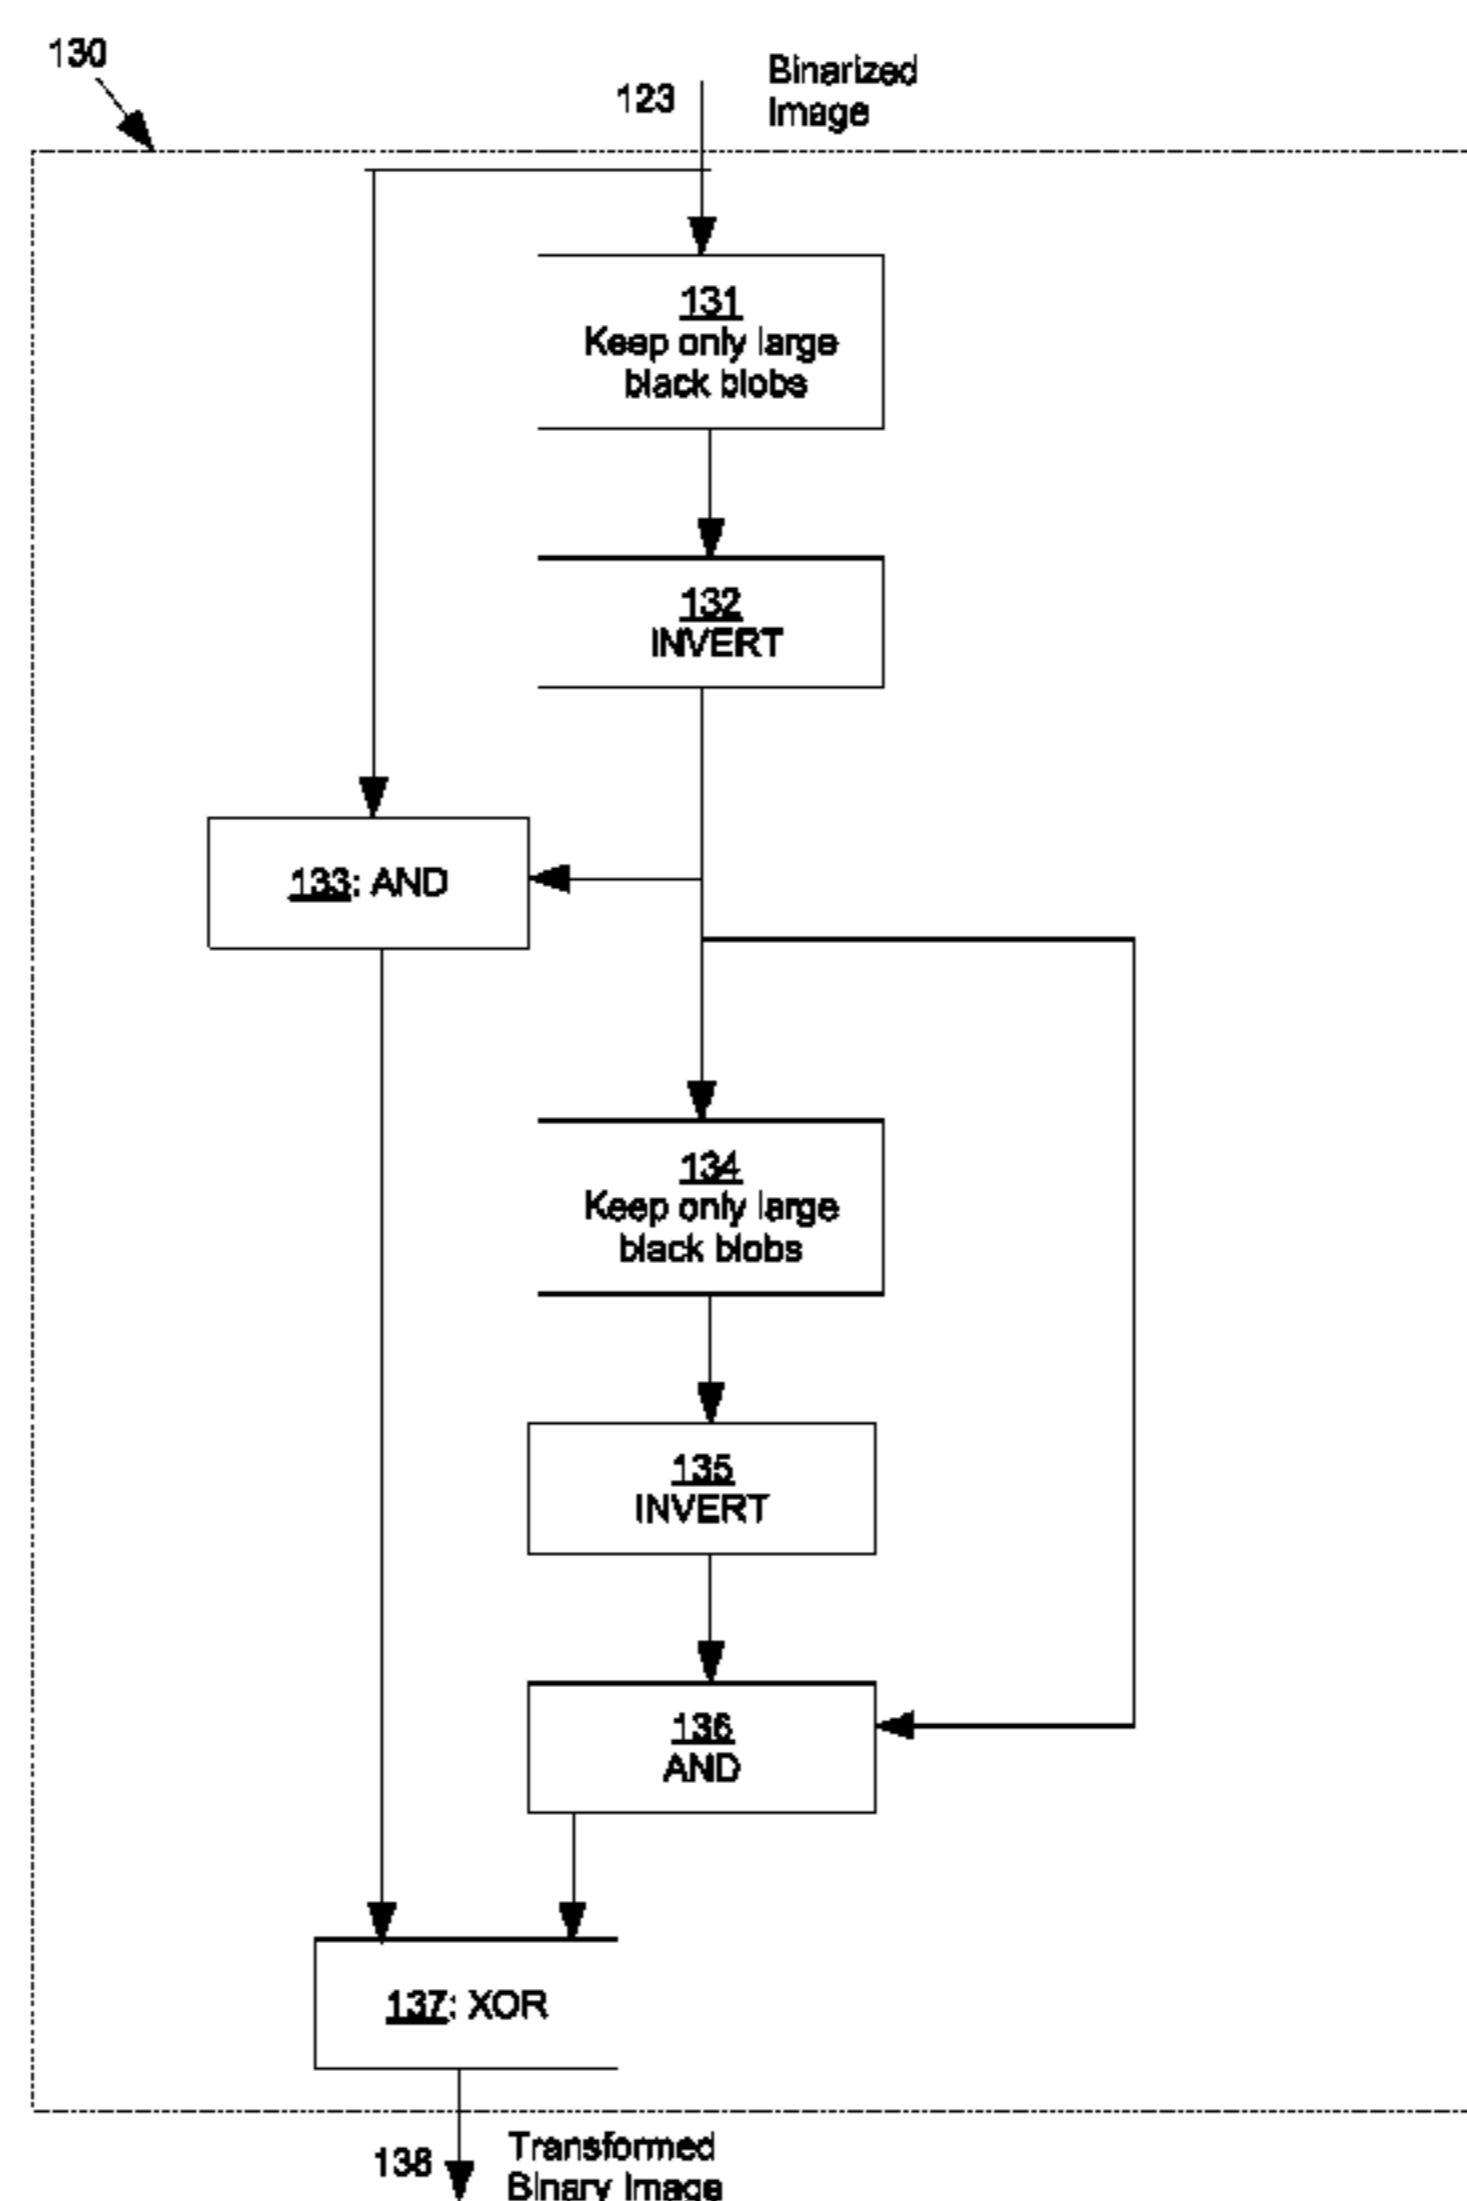 130
123
Binarized
Image
131
Keep only large
black blobs
132
INVERT
133: AND
134
Keep only large
black blobs
135
INVERT
136
AND
137: XOR
138
Transformed
Binary Image